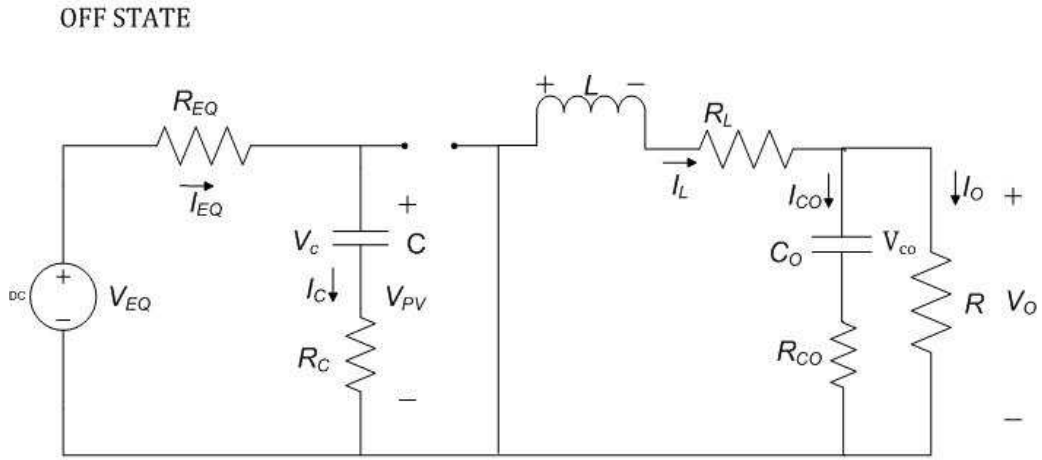 OFF STATE
+ L −
R_EQ
R_L
I_EQ
I_L
I_CO
I_O
+
+
V_c
C
C_O
V_co
DC
+
−
V_EQ
I_C
V_PV
R
V_O
R_C
R_CO
−
−